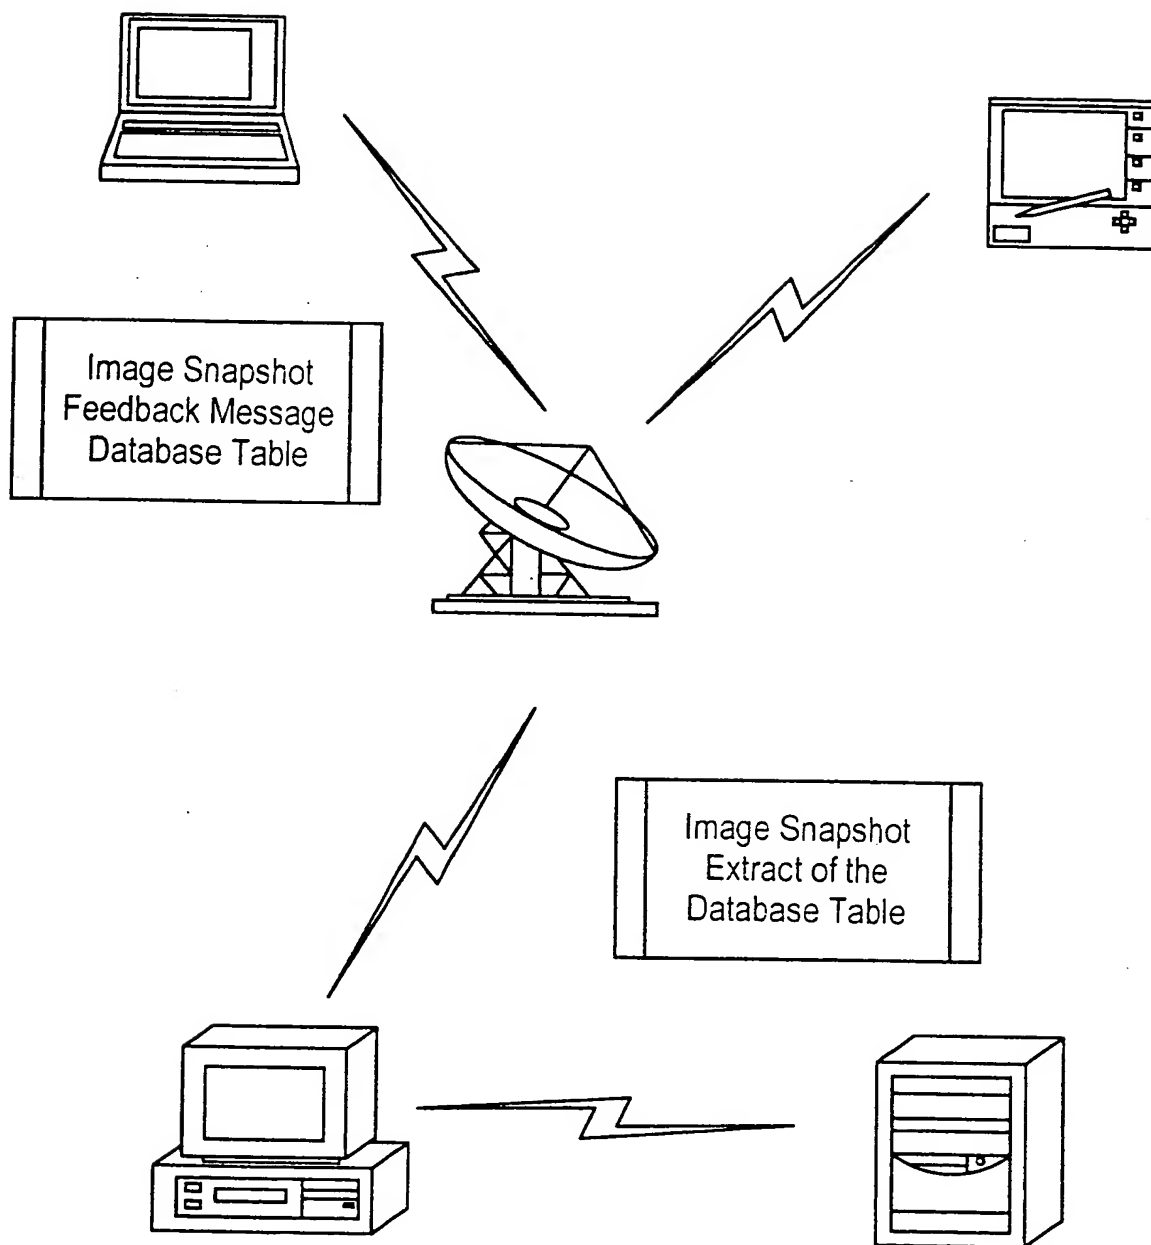 Image Snapshot
Feedback Message
Database Table
Image Snapshot
Extract of the
Database Table